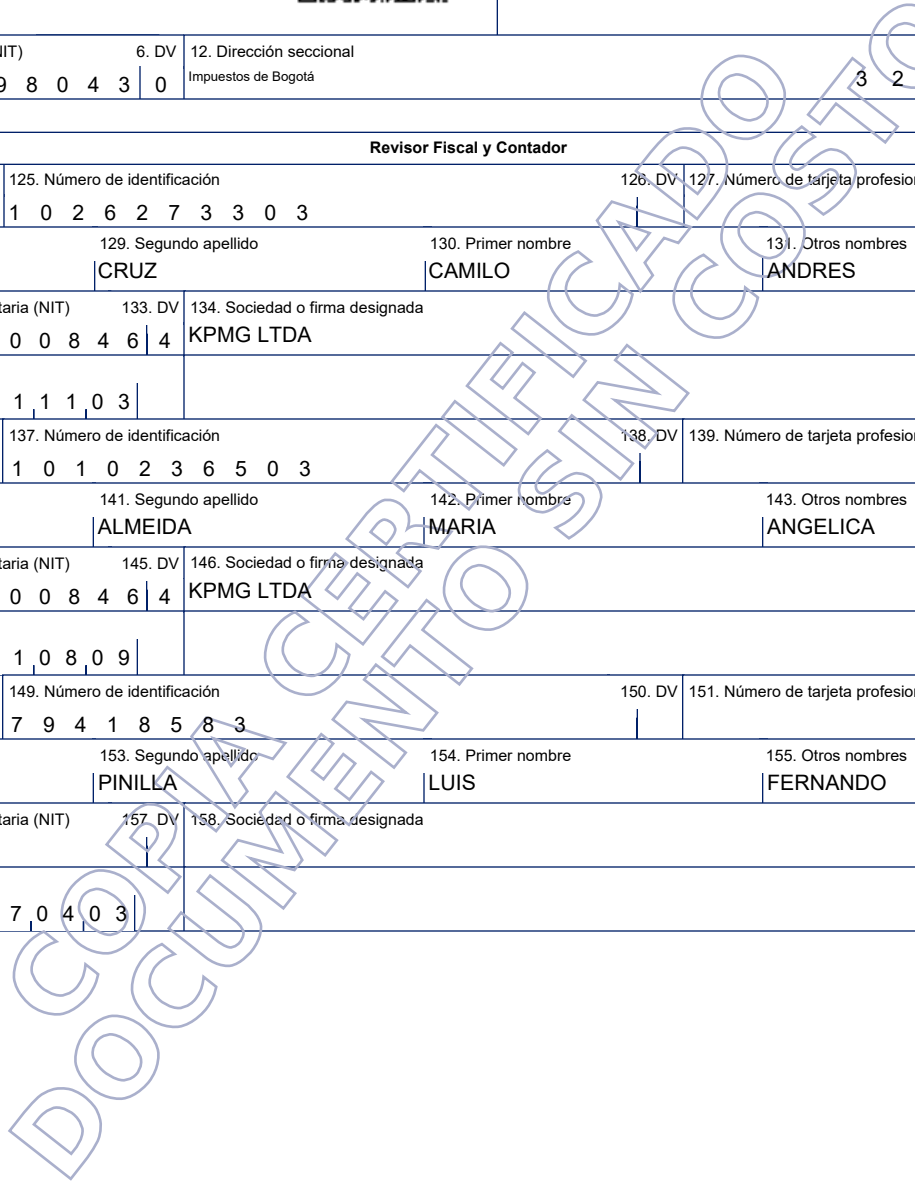 NIT) 6. DV 12. Dirección seccional
9 8 0 4 3 0 Impuestos de Bogotá 3 2
Revisor Fiscal y Contador
125. Número de identificación 126. DV 127. Número de tarjeta profesion
1 0 2 6 2 7 3 3 0 3
129. Segundo apellido 130. Primer nombre 131. Otros nombres
CRUZ CAMILO ANDRES
taria (NIT) 133. DV 134. Sociedad o firma designada
0 0 8 4 6 4 KPMG LTDA
1 1 1 0 3
137. Número de identificación 138. DV 139. Número de tarjeta profesion
1 0 1 0 2 3 6 5 0 3
141. Segundo apellido 142. Primer nombre 143. Otros nombres
ALMEIDA MARIA ANGELICA
taria (NIT) 145. DV 146. Sociedad o firma designada
0 0 8 4 6 4 KPMG LTDA
1 0 8 0 9
149. Número de identificación 150. DV 151. Número de tarjeta profesion
7 9 4 1 8 5 8 3
153. Segundo apellido 154. Primer nombre 155. Otros nombres
PINILLA LUIS FERNANDO
taria (NIT) 157. DV 158. Sociedad o firma designada
7 0 4 0 3
COPIA CERTIFICADO
DOCUMENTO SIN COSTO